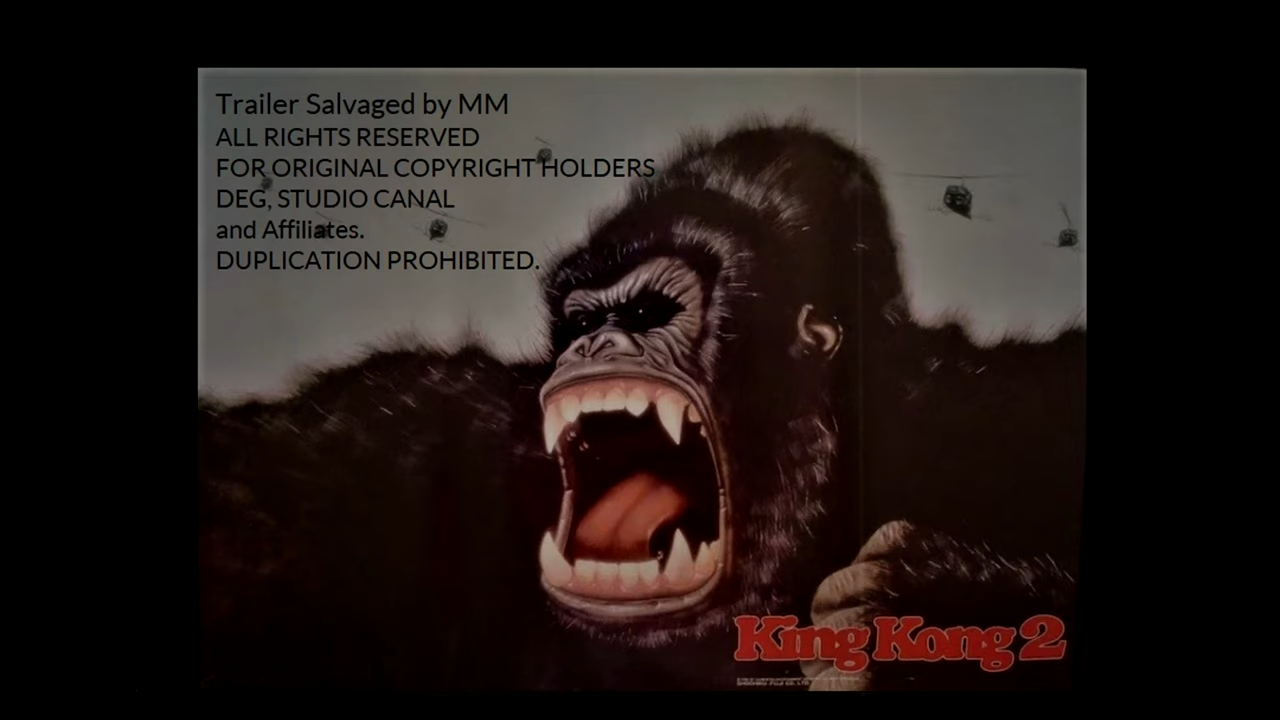 Trailer Salvaged by MM
ALL RIGHTS RESERVED
FOR ORIGINAL COPYRIGHT HOLDERS
DEG, STUDIO CANAL
and Affiliates.
DUPLICATION PROHIBITED.
King Kong 2